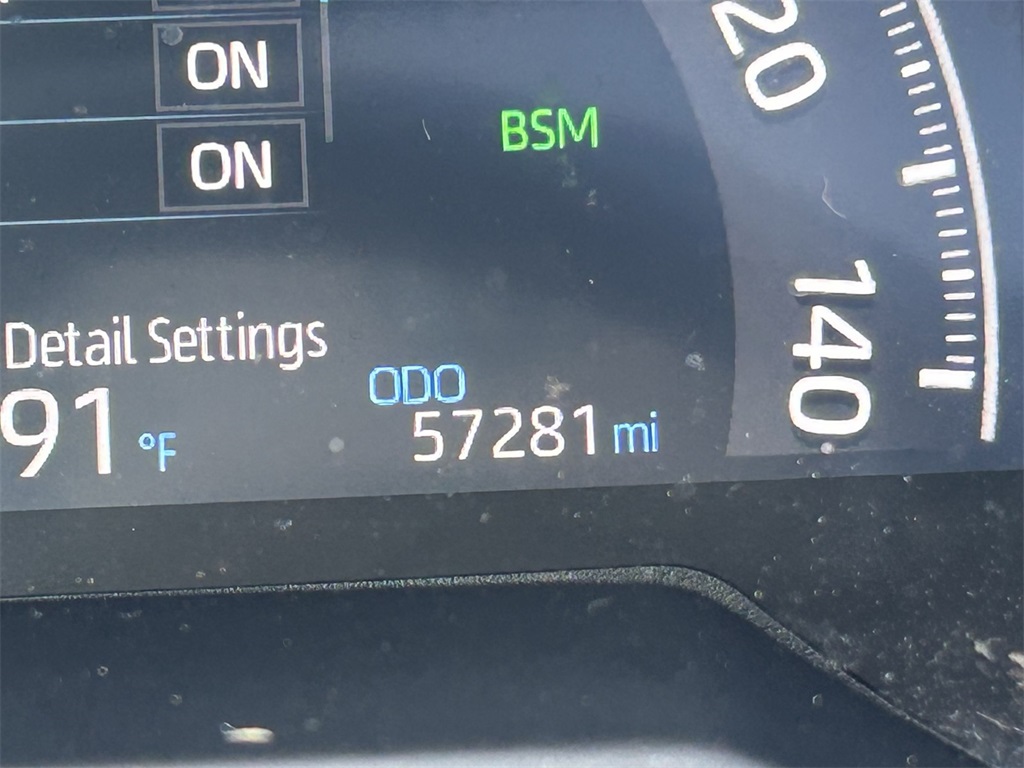 ON
BSM
ON
Detail Settings
ODO
91 °F
57281 mi
20
140